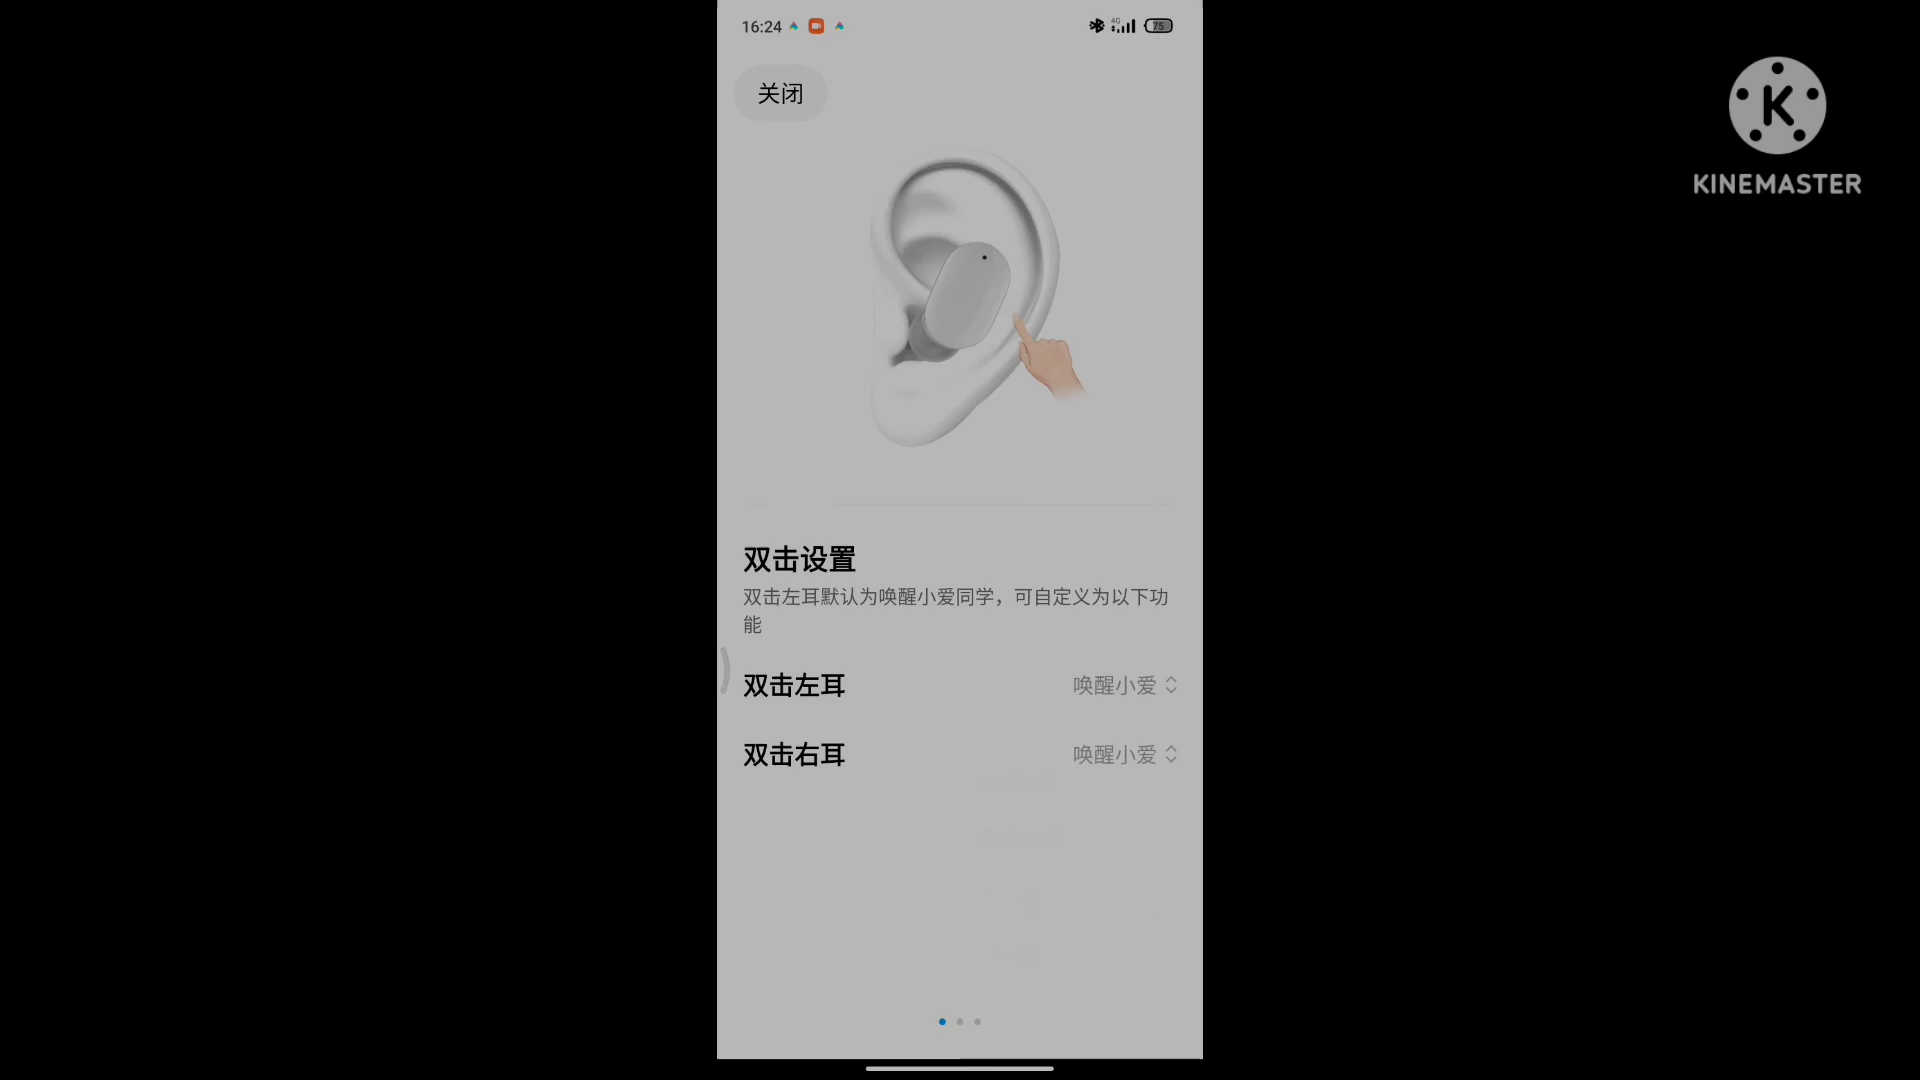 16:24
4G
75
关闭
K
KINEMASTER
双击设置
双击左耳默认为唤醒小爱同学，可自定义为以下功
能
双击左耳 唤醒小爱
双击右耳 唤醒小爱